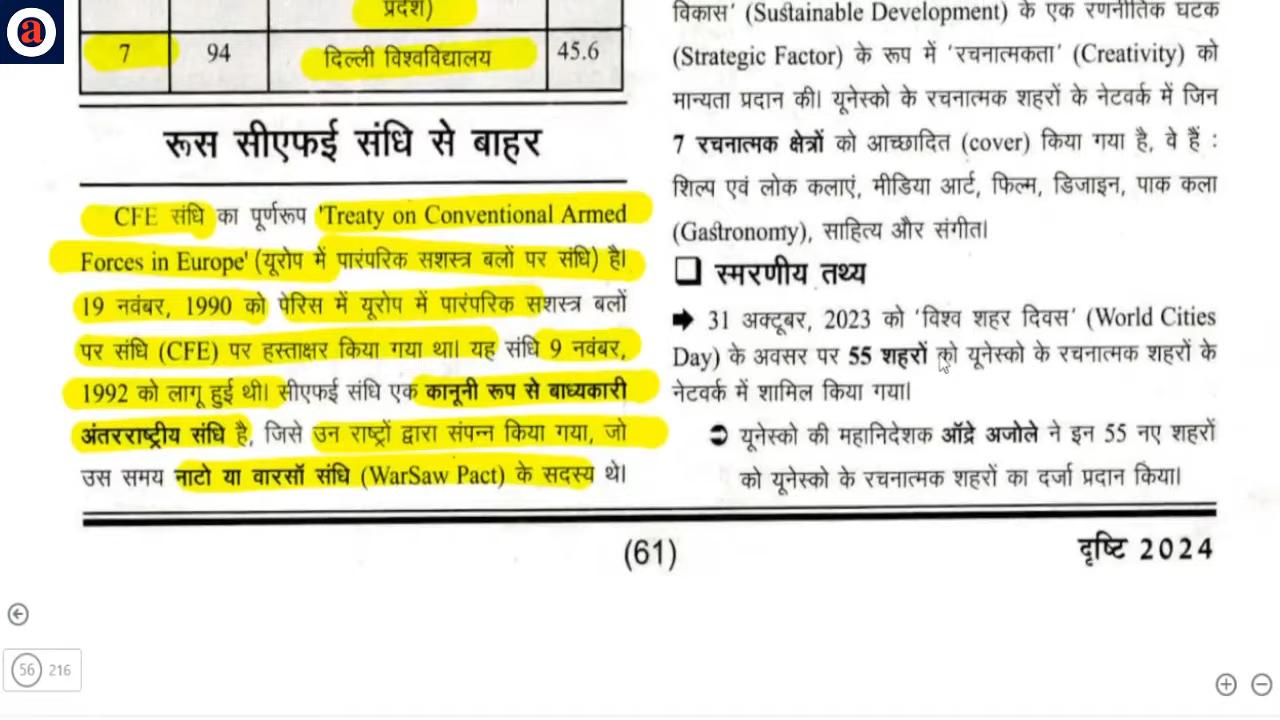 a
प्रदेश)
7 94 दिल्ली विश्वविद्यालय 45.6
रूस सीएफई संधि से बाहर
CFE संधि का पूर्णरूप 'Treaty on Conventional Armed
Forces in Europe' (यूरोप में पारंपरिक सशस्त्र बलों पर संधि) है।
19 नवंबर, 1990 को पेरिस में यूरोप में पारंपरिक सशस्त्र बलों
पर संधि (CFE) पर हस्ताक्षर किया गया था। यह संधि 9 नवंबर,
1992 को लागू हुई थी। सीएफई संधि एक कानूनी रूप से बाध्यकारी
अंतरराष्ट्रीय संधि है, जिसे उन राष्ट्रों द्वारा संपन्न किया गया, जो
उस समय नाटो या वारसॉ संधि (WarSaw Pact) के सदस्य थे।
विकास' (Sustainable Development) के एक रणनीतिक घटक
(Strategic Factor) के रूप में 'रचनात्मकता' (Creativity) को
मान्यता प्रदान की। यूनेस्को के रचनात्मक शहरों के नेटवर्क में जिन
7 रचनात्मक क्षेत्रों को आच्छादित (cover) किया गया है, वे हैं :
शिल्प एवं लोक कलाएं, मीडिया आर्ट, फिल्म, डिजाइन, पाक कला
(Gastronomy), साहित्य और संगीत।
❑ स्मरणीय तथ्य
➡ 31 अक्टूबर, 2023 को 'विश्व शहर दिवस' (World Cities
Day) के अवसर पर 55 शहरों को यूनेस्को के रचनात्मक शहरों के
नेटवर्क में शामिल किया गया।
➲ यूनेस्को की महानिदेशक ऑद्रे अजोले ने इन 55 नए शहरों
को यूनेस्को के रचनात्मक शहरों का दर्जा प्रदान किया।
(61)
दृष्टि 2024
56 216